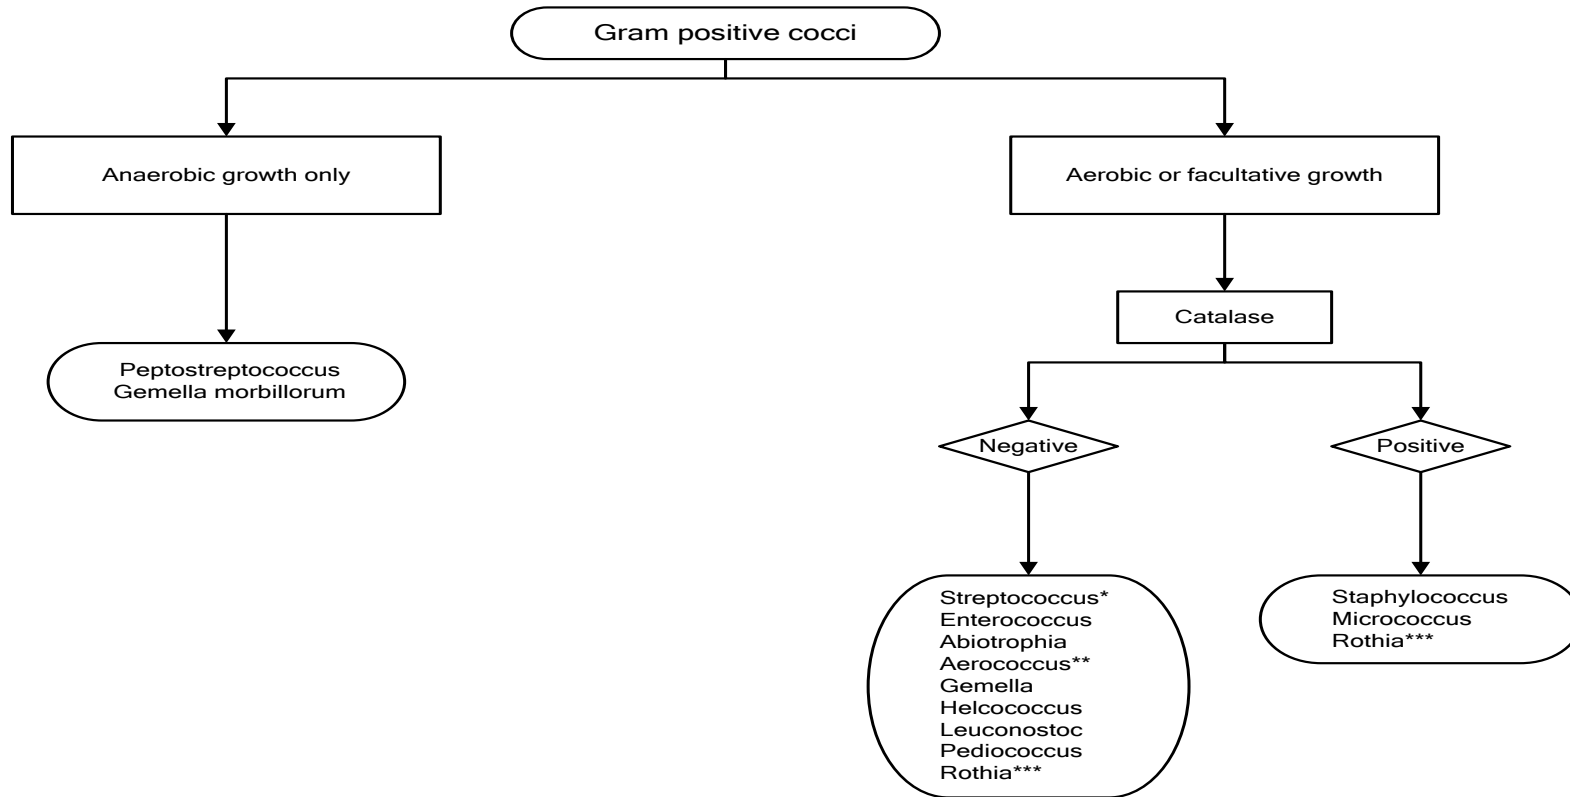 Gram positive cocci
Anaerobic growth only
Aerobic or facultative growth
Catalase
Peptostreptococcus
Gemella morbillorum
Negative
Positive
Streptococcus*
Enterococcus
Abiotrophia
Aerococcus**
Gemella
Helcococcus
Leuconostoc
Pediococcus
Rothia***
Staphylococcus
Micrococcus
Rothia***